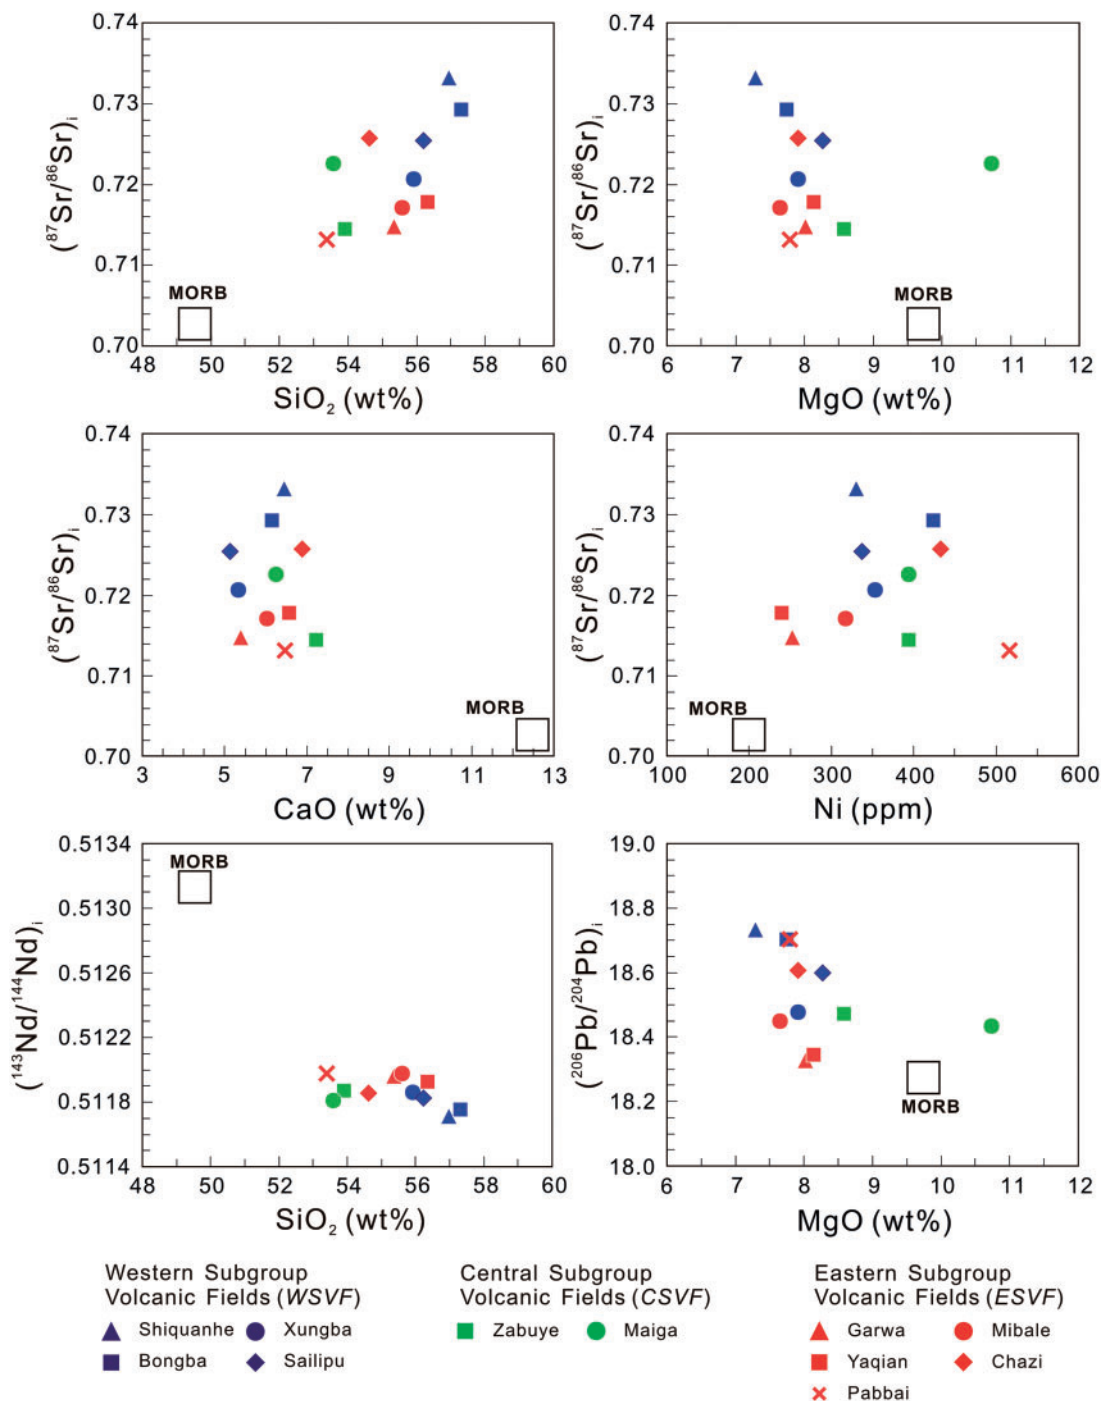 0.74
0.73
0.72
0.71
0.70
(⁸⁷Sr/⁸⁶Sr)ᵢ
MORB
48 50 52 54 56 58 60
SiO₂ (wt%)
0.74
0.73
0.72
0.71
0.70
(⁸⁷Sr/⁸⁶Sr)ᵢ
MORB
6 7 8 9 10 11 12
MgO (wt%)
0.74
0.73
0.72
0.71
0.70
(⁸⁷Sr/⁸⁶Sr)ᵢ
MORB
3 5 7 9 11 13
CaO (wt%)
0.74
0.73
0.72
0.71
0.70
(⁸⁷Sr/⁸⁶Sr)ᵢ
MORB
100 200 300 400 500 600
Ni (ppm)
0.5134
0.5130
0.5126
0.5122
0.5118
0.5114
(¹⁴³Nd/¹⁴⁴Nd)ᵢ
MORB
48 50 52 54 56 58 60
SiO₂ (wt%)
19.0
18.8
18.6
18.4
18.2
18.0
(²⁰⁶Pb/²⁰⁴Pb)ᵢ
MORB
6 7 8 9 10 11 12
MgO (wt%)
Western Subgroup
Volcanic Fields (WSVF)
Shiquanhe Xungba
Bongba Sailipu
Central Subgroup
Volcanic Fields (CSVF)
Zabuye Maiga
Eastern Subgroup
Volcanic Fields (ESVF)
Garwa Mibale
Yaqian Chazi
Pabbai